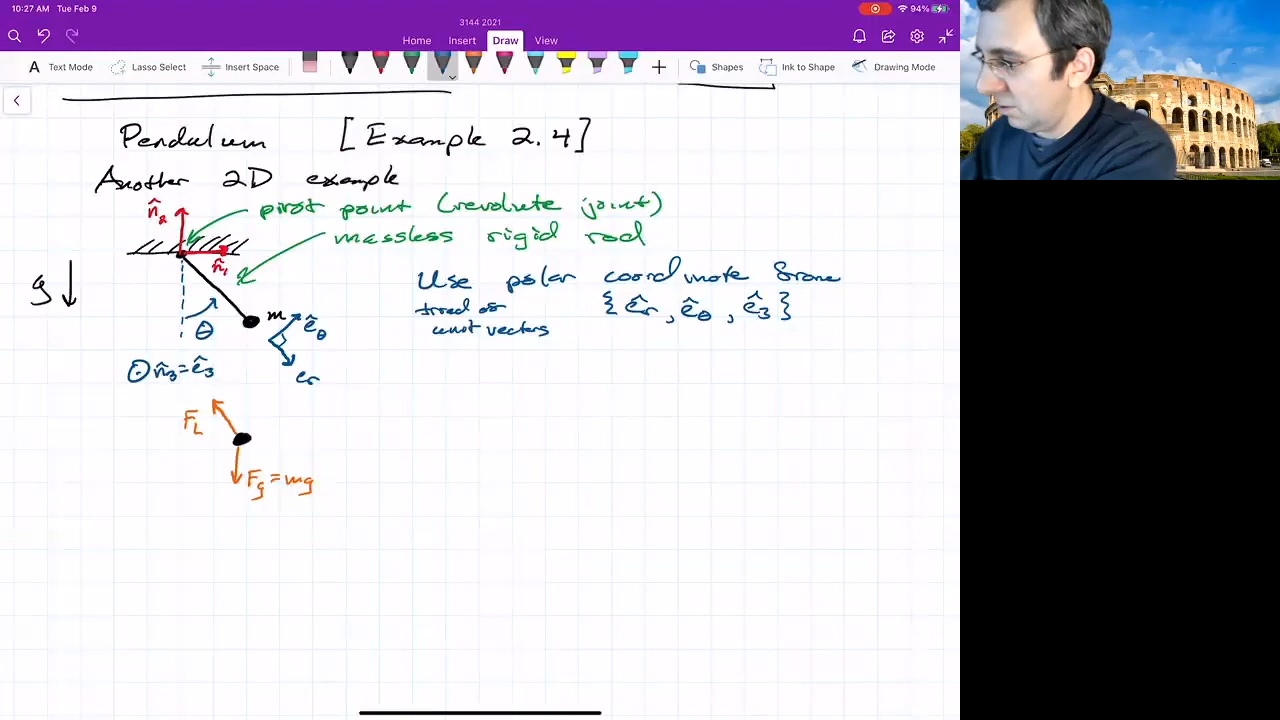 10:27 AM Tue Feb 9
94%
3144 2021
Home Insert Draw View
Text Mode Lasso Select Insert Space Shapes Ink to Shape Drawing Mode
Pendulum [Example 2.4]
Another 2D example
n̂₂ pivot point (revolute joint)
massless rigid rod
n̂₁
g
Use polar coordinate frame
triad of {êr, êθ, ê₃}
unit vectors
m
êθ
θ
n̂₃=ê₃
er
FL
Fg=mg